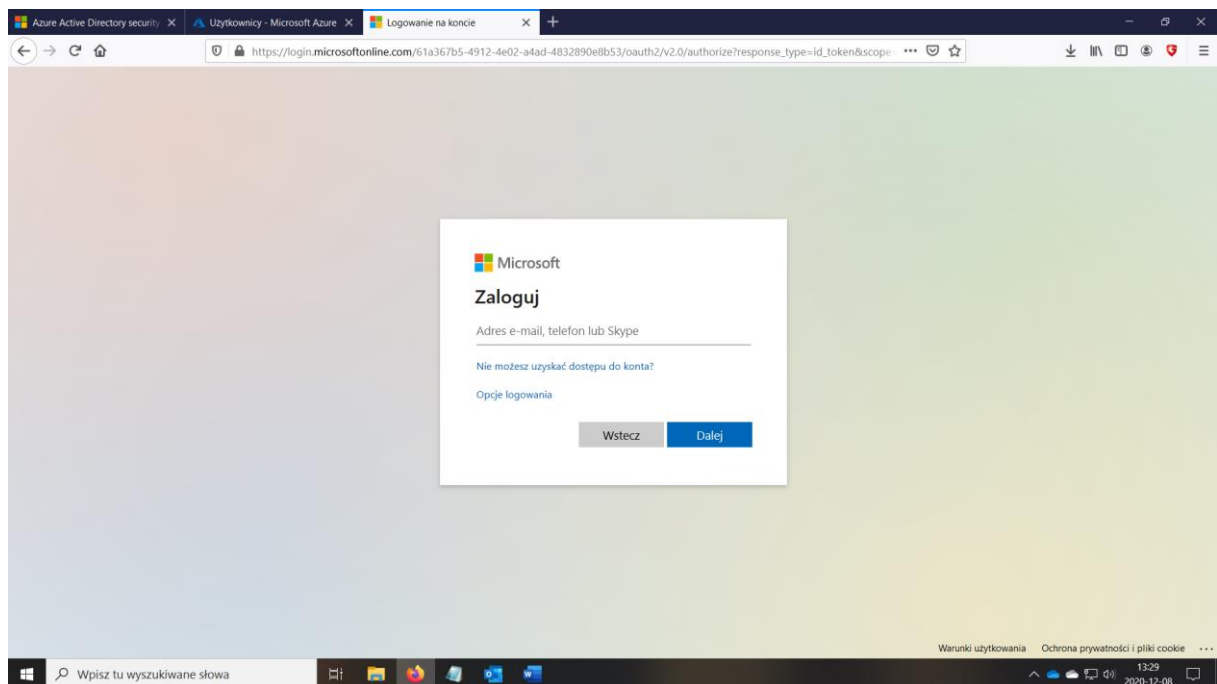 Azure Active Directory security
Użytkownicy - Microsoft Azure
Logowanie na koncie
https://login.microsoftonline.com/61a367b5-4912-4e02-a4ad-4832890e8b53/oauth2/v2.0/authorize?response_type=id_token&scope
Microsoft
Zaloguj
Adres e-mail, telefon lub Skype
Nie możesz uzyskać dostępu do konta?
Opcje logowania
Wstecz
Dalej
Warunki użytkowania Ochrona prywatności i pliki cookie ...
Wpisz tu wyszukiwane słowa
13:29
2020-12-08